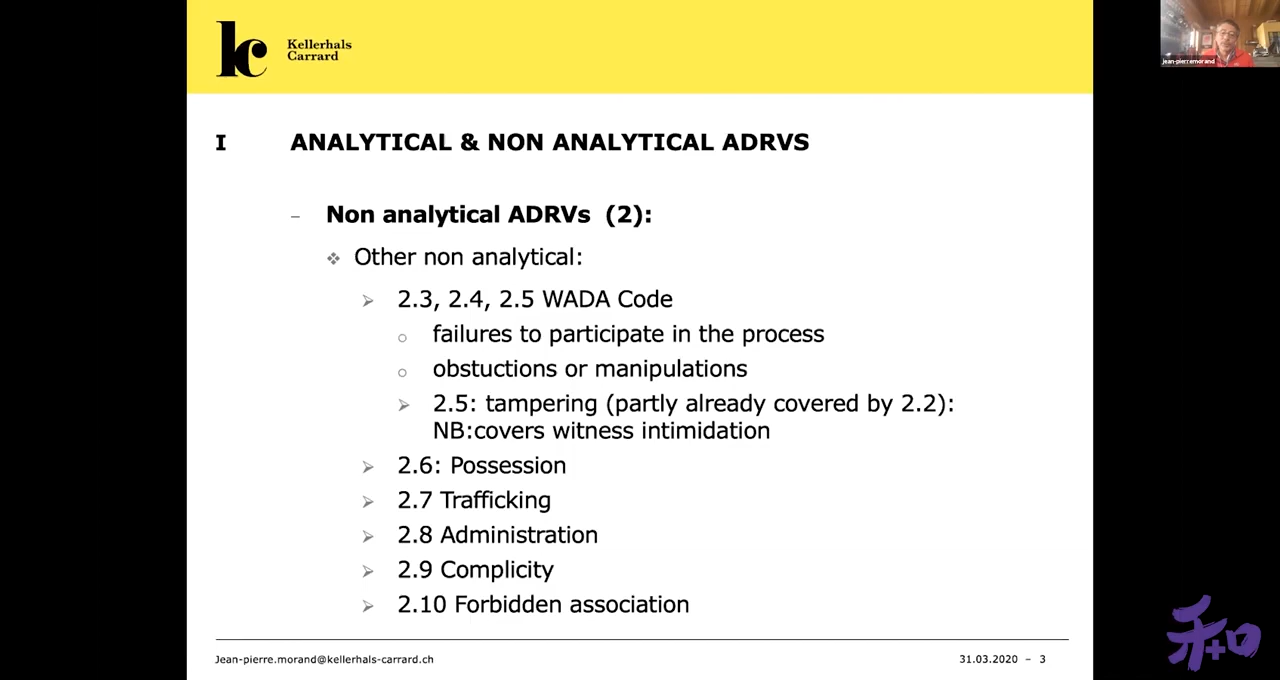 Kellerhals
Carrard
jean-pierremorand
I ANALYTICAL & NON ANALYTICAL ADRVS
– Non analytical ADRVs (2):
❖ Other non analytical:
➢ 2.3, 2.4, 2.5 WADA Code
○ failures to participate in the process
○ obstuctions or manipulations
➢ 2.5: tampering (partly already covered by 2.2):
NB:covers witness intimidation
➢ 2.6: Possession
➢ 2.7 Trafficking
➢ 2.8 Administration
➢ 2.9 Complicity
➢ 2.10 Forbidden association
Jean-pierre.morand@kellerhals-carrard.ch 31.03.2020 – 3
和